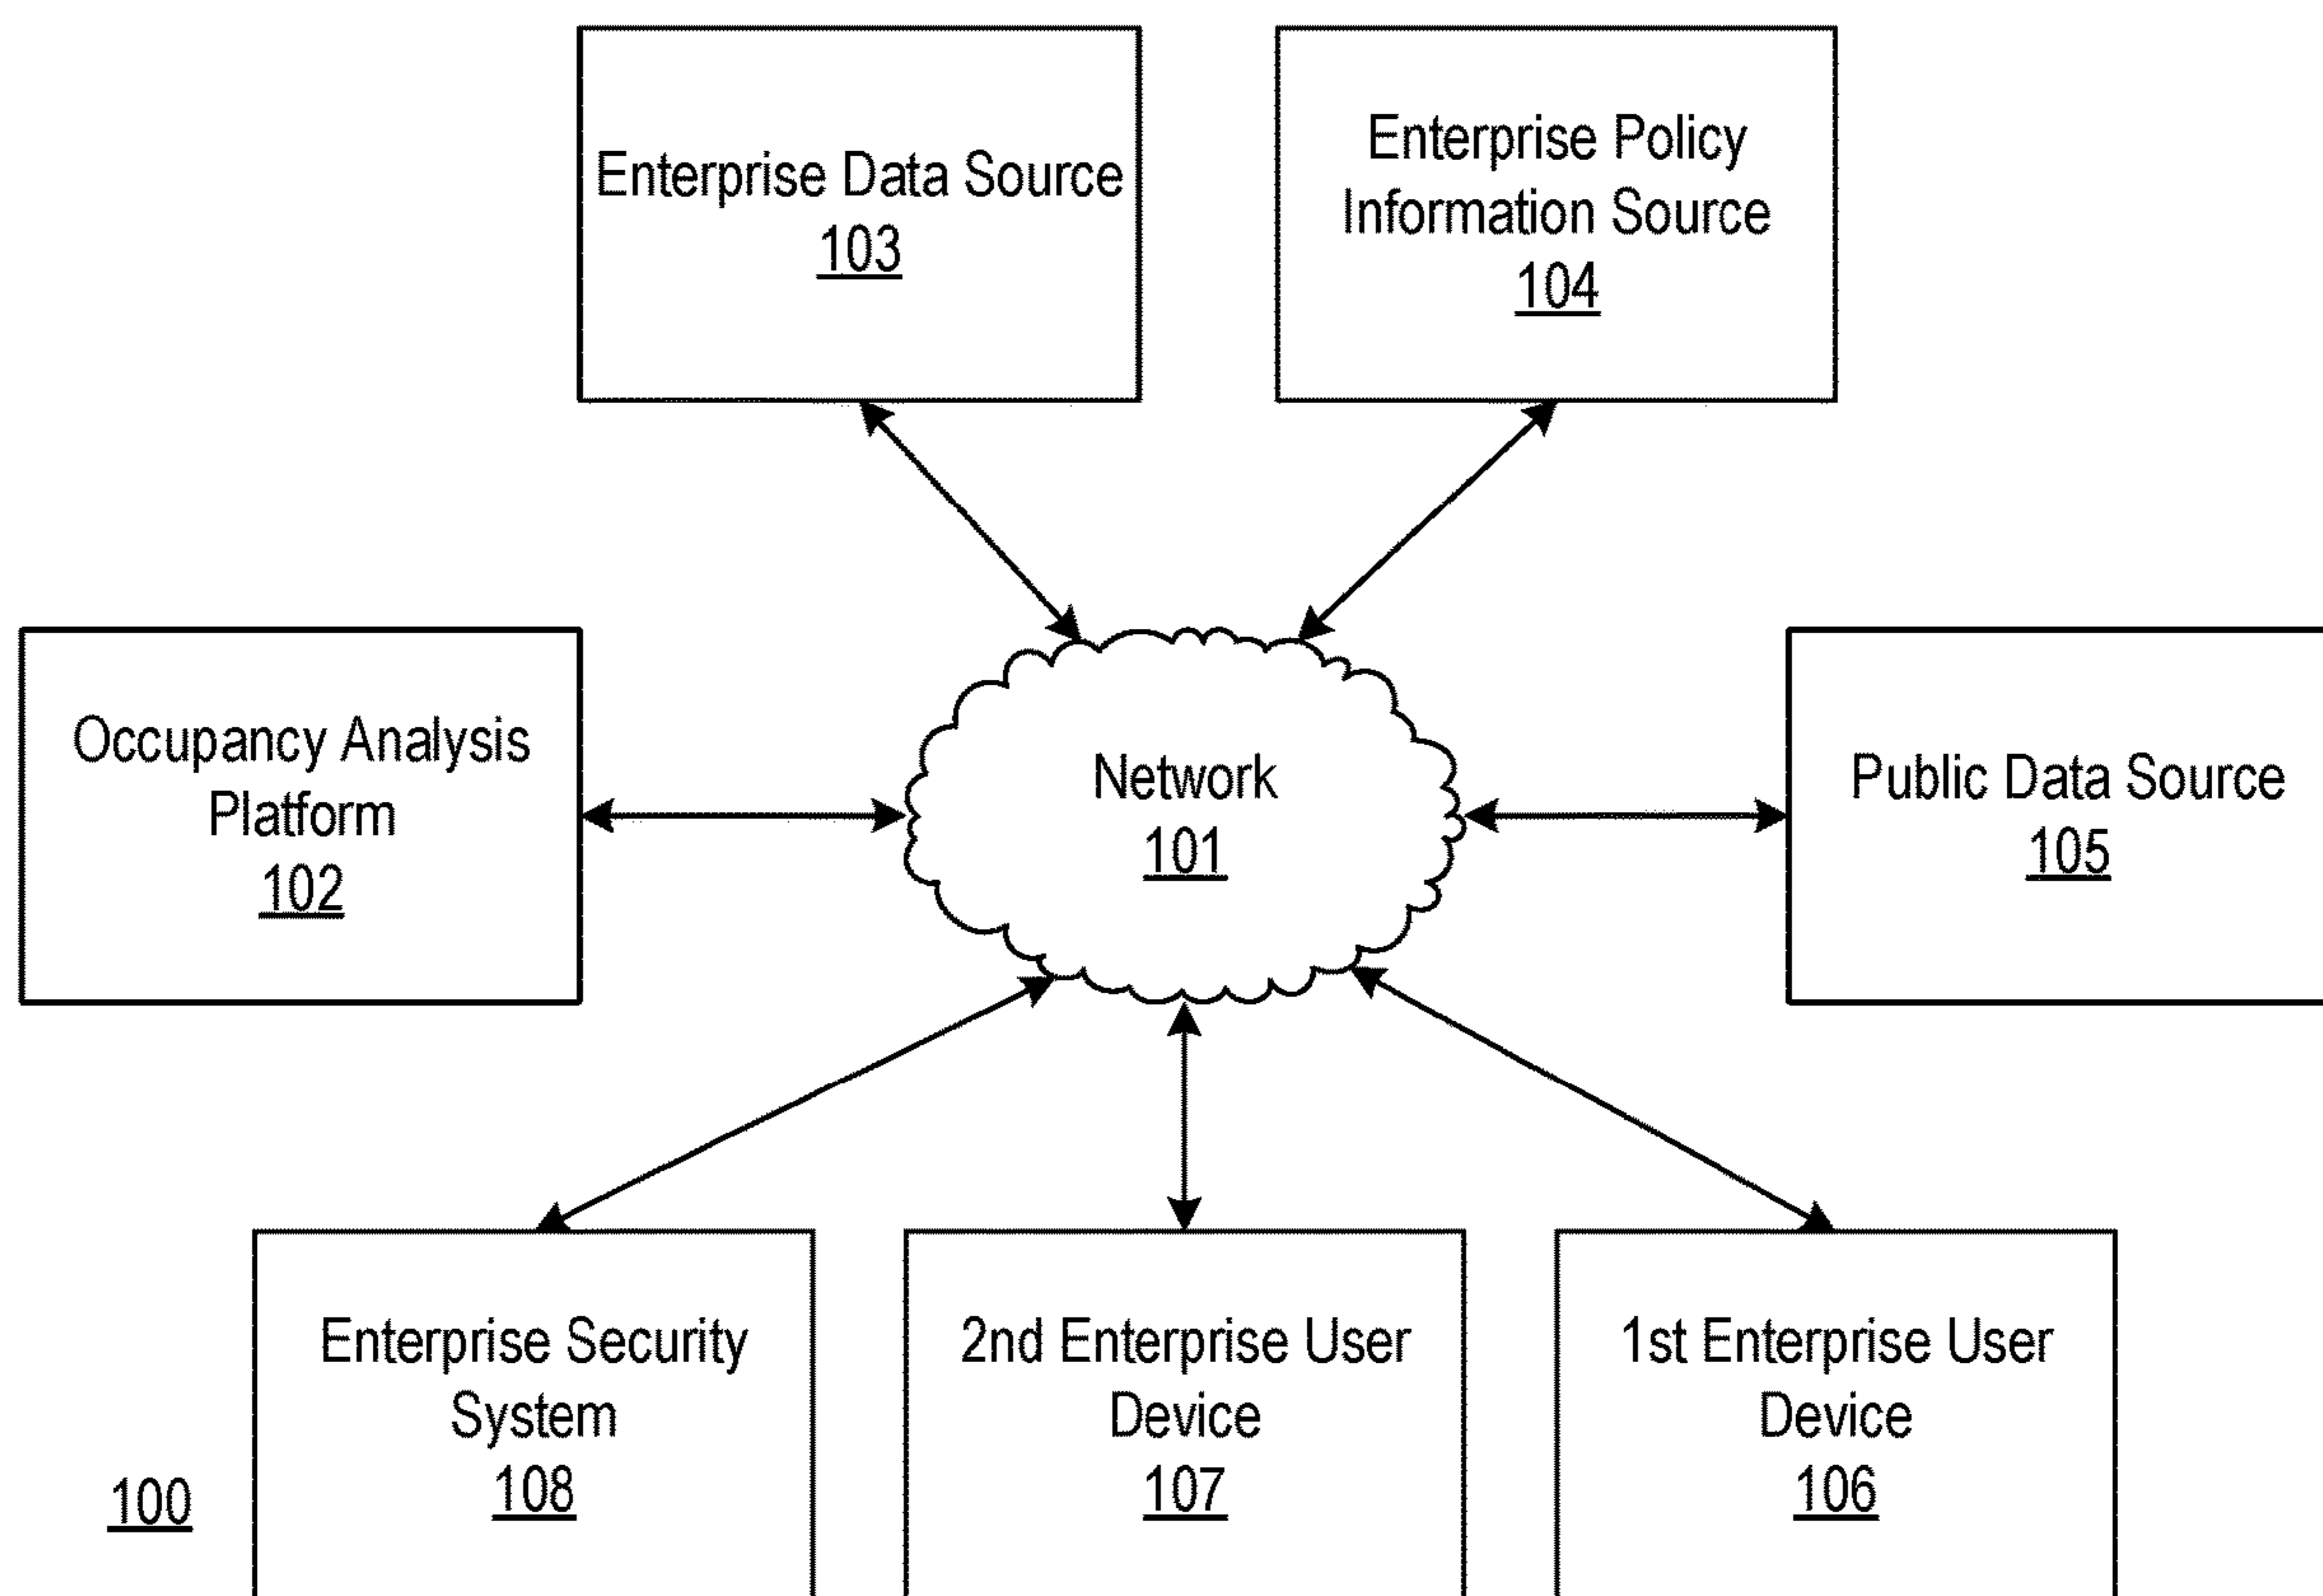 Enterprise Data Source
103
Enterprise Policy
Information Source
104
Occupancy Analysis
Platform
102
Network
101
Public Data Source
105
Enterprise Security
System
108
2nd Enterprise User
Device
107
1st Enterprise User
Device
106
100